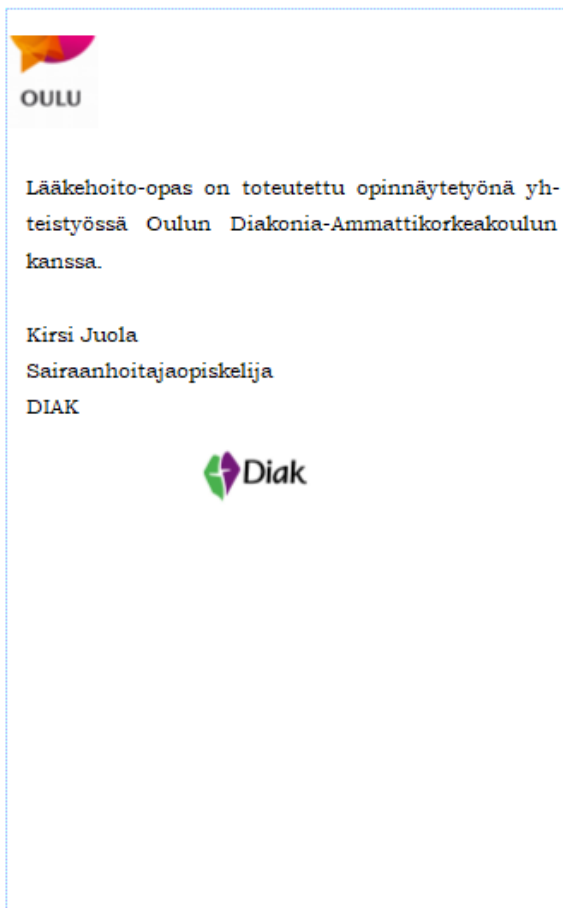 OULU
Lääkehoito-opas on toteutettu opinnäytetyönä yh-
teistyössä Oulun Diakonia-Ammattikorkeakoulun
kanssa.
Kirsi Juola
Sairaanhoitajaopiskelija
DIAK
Diak